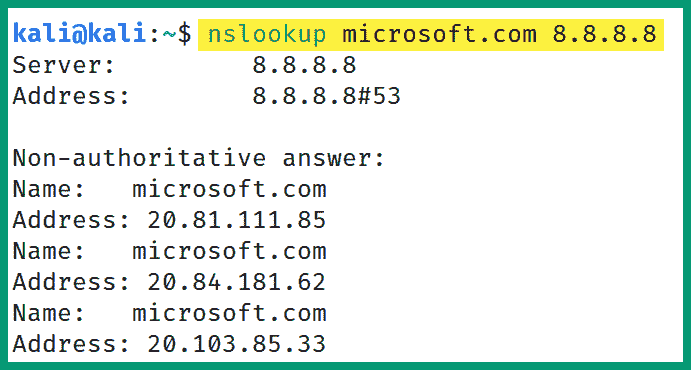 kali@kali:~$ nslookup microsoft.com 8.8.8.8
Server:         8.8.8.8
Address:        8.8.8.8#53

Non-authoritative answer:
Name:   microsoft.com
Address: 20.81.111.85
Name:   microsoft.com
Address: 20.84.181.62
Name:   microsoft.com
Address: 20.103.85.33